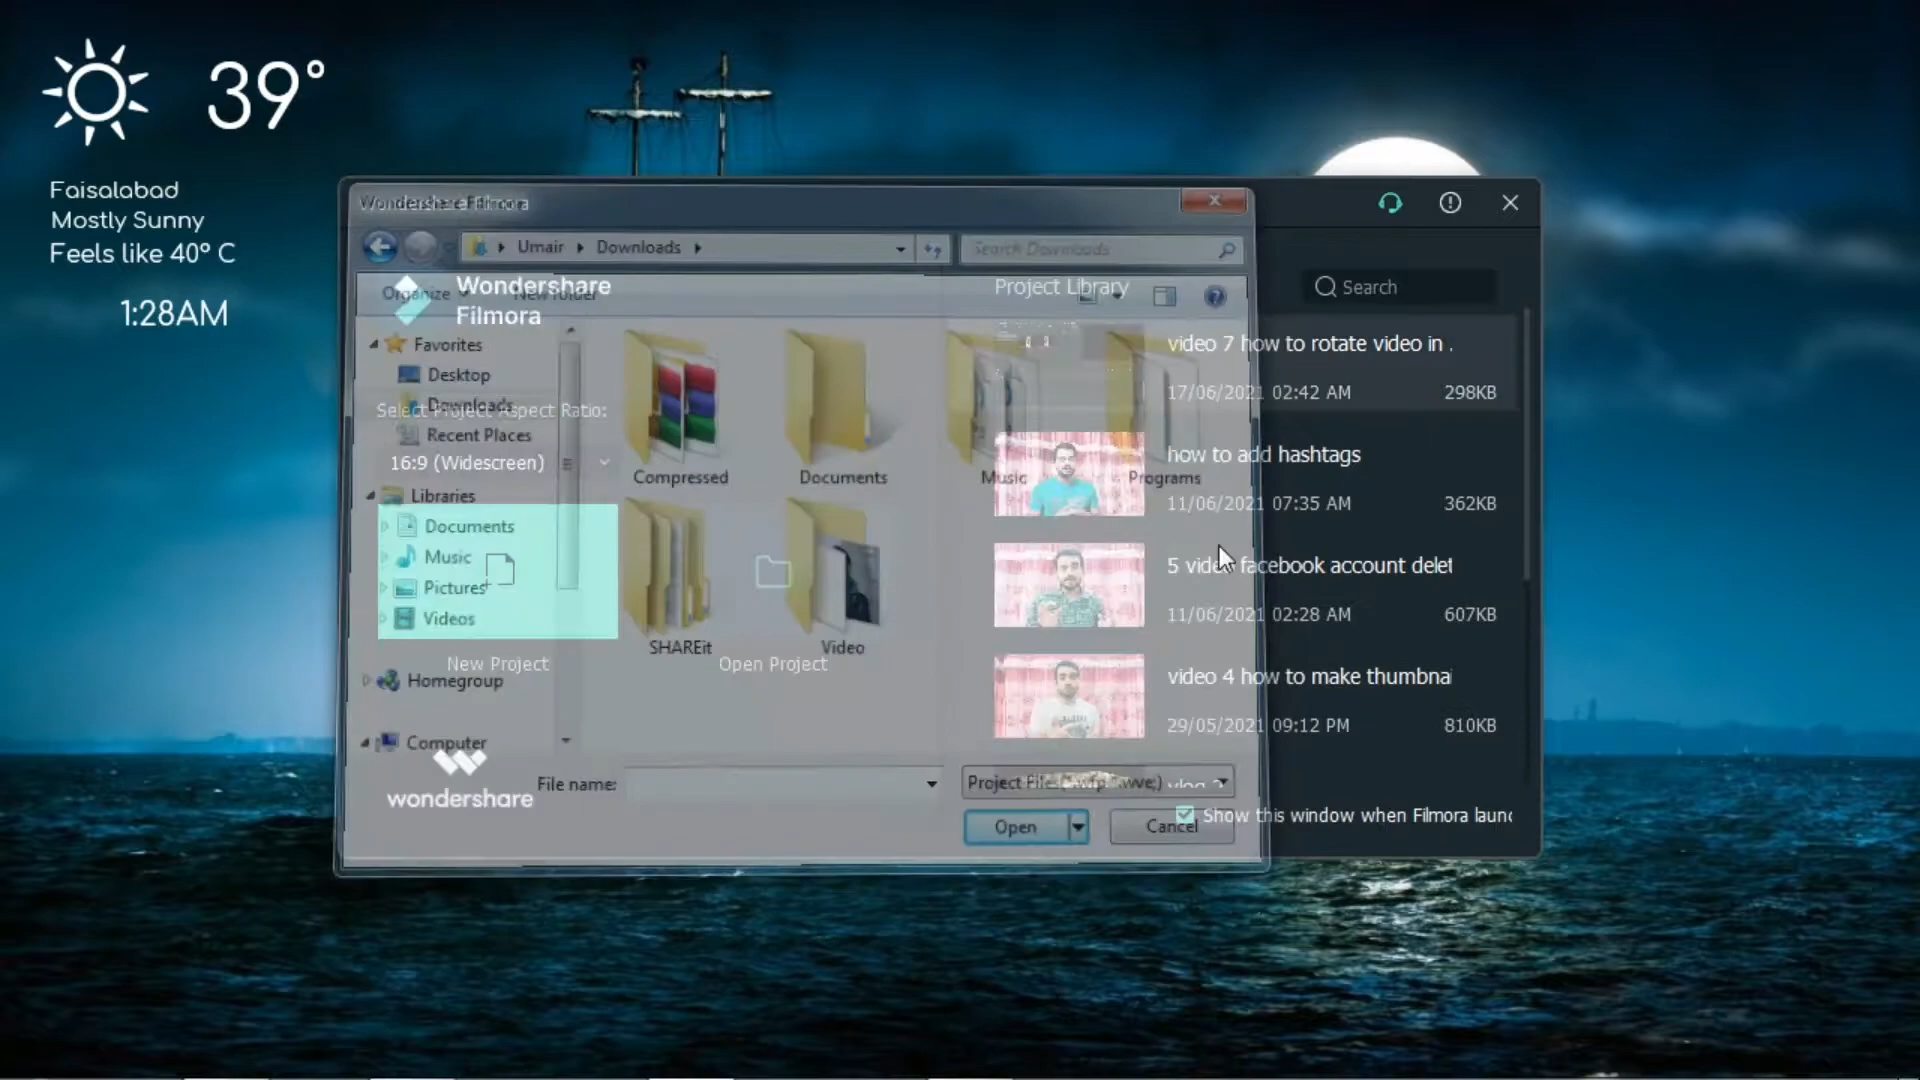 39°
Faisalabad
Mostly Sunny
Feels like 40° C
1:28AM
Wondershare Filmora
Umair
Downloads
Search Downloads
Organize
New folder
Wondershare
Filmora
Project Library
Search
Favorites
Desktop
Downloads
Select Project Aspect Ratio:
Recent Places
16:9 (Widescreen)
Libraries
Documents
Music
Pictures
Videos
New Project
Homegroup
Computer
wondershare
Compressed
Documents
Music
Programs
SHAREit
Video
Open Project
video 7 how to rotate video in .
17/06/2021 02:42 AM
298KB
how to add hashtags
11/06/2021 07:35 AM
362KB
5 video facebook account delet
11/06/2021 02:28 AM
607KB
video 4 how to make thumbnai
29/05/2021 09:12 PM
810KB
File name:
Project File
vlog
Open
Cancel
Show this window when Filmora launc